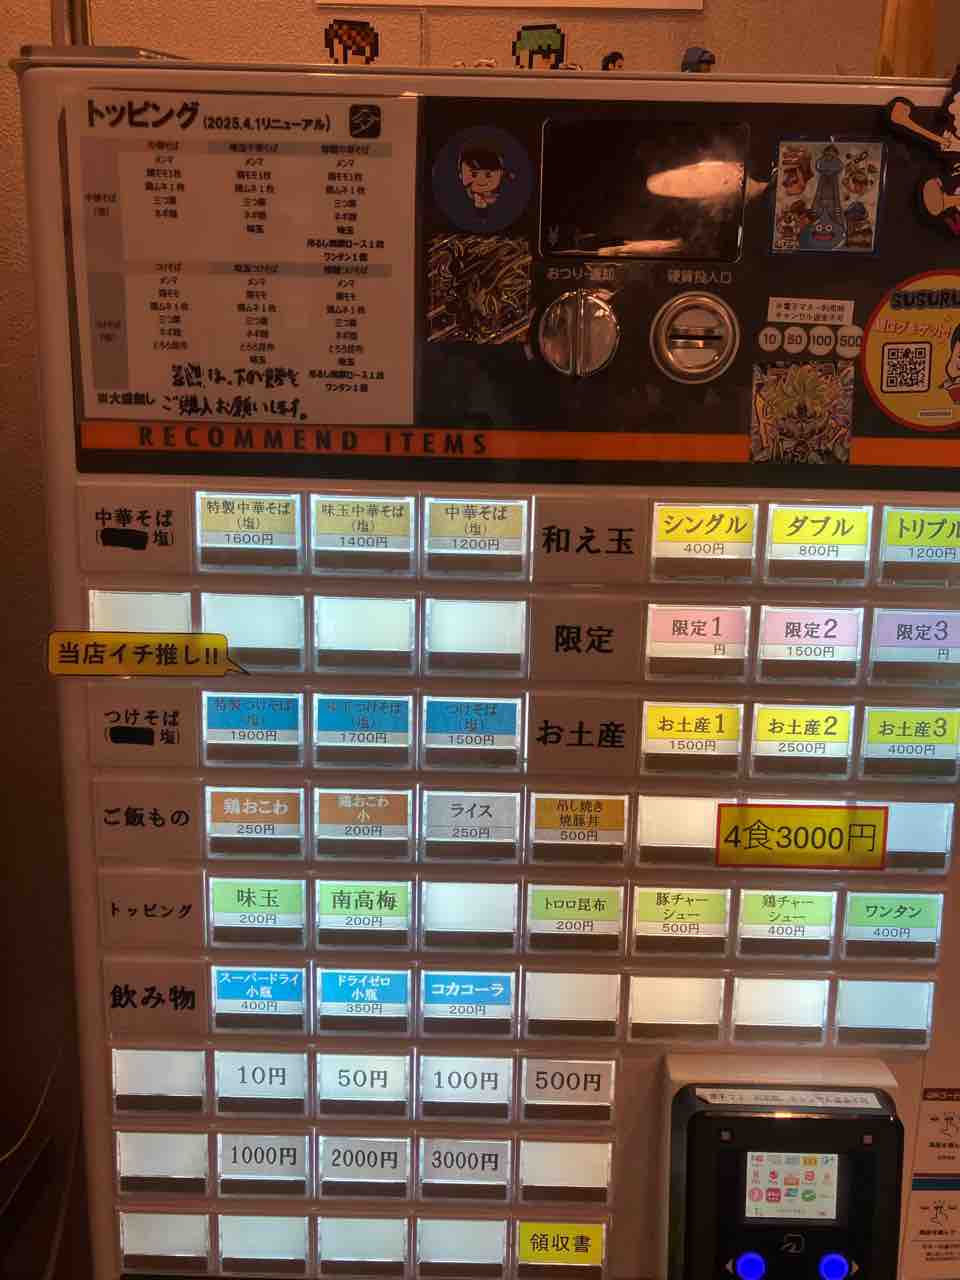 トッピング (2025.4.1リニューアル)
中華そば 味玉中華そば 特製中華そば
メンマ メンマ メンマ
鶏モモ1枚 鶏モモ1枚 鶏モモ1枚
鶏ムネ1枚 鶏ムネ1枚 鶏ムネ1枚
三つ葉 三つ葉 三つ葉
ネギ類 ネギ類 ネギ類
味玉 味玉
吊るし焼豚ロース1枚
ワンタン1個
中華そば
(塩)
つけそば 味玉つけそば 特製つけそば
メンマ メンマ メンマ
鶏モモ 鶏モモ 鶏モモ
鶏ムネ1枚 鶏ムネ1枚 鶏ムネ1枚
三つ葉 三つ葉 三つ葉
ネギ類 ネギ類 ネギ類
とろろ昆布 とろろ昆布 とろろ昆布
味玉 味玉
吊るし焼豚ロース1枚
ワンタン1個
つけそば
(塩)
は、下の
※大盛無し ご購入お願いします。
おつり・返却
硬貨投入口
※電子マネー利用時
キャンセル返金不可
10 50 100 500
SUSURU
RECOMMEND ITEMS
中華そば
( 塩)
特製中華そば
(塩)
1600円
味玉中華そば
(塩)
1400円
中華そば
(塩)
1200円
和え玉
シングル
400円
ダブル
800円
トリプル
1200円
限定
限定1
円
限定2
1500円
限定3
円
当店イチ推し!!
つけそば
( 塩)
特製つけそば
(塩)
1900円
味玉つけそば
(塩)
1700円
つけそば
(塩)
1500円
お土産
お土産1
1500円
お土産2
2500円
お土産3
4000円
ご飯もの
鶏おこわ
250円
鶏おこわ
小
200円
ライス
250円
吊し焼き
焼豚丼
500円
4食3000円
トッピング
味玉
200円
南高梅
200円
トロロ昆布
200円
豚チャー
シュー
500円
鶏チャー
シュー
400円
ワンタン
400円
飲み物
スーパードライ
小瓶
400円
ドライゼロ
小瓶
350円
コカコーラ
200円
10円
50円
100円
500円
1000円
2000円
3000円
領収書